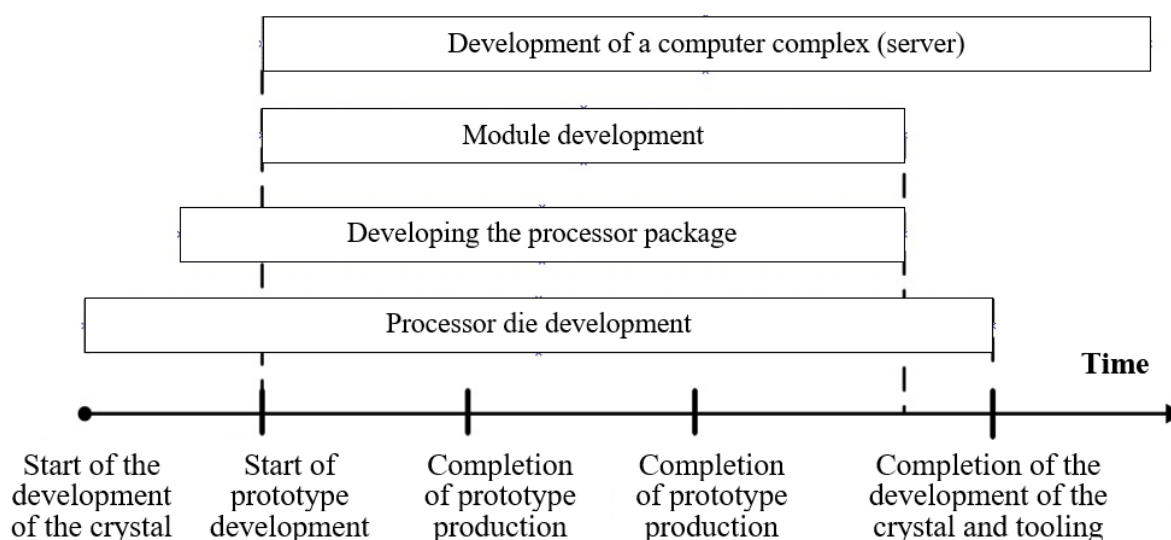 Development of a computer complex (server)
Module development
Developing the processor package
Processor die development
Time
Start of the
development
of the crystal
Start of
prototype
development
Completion
of prototype
production
Completion
of prototype
production
Completion of the
development of the
crystal and tooling